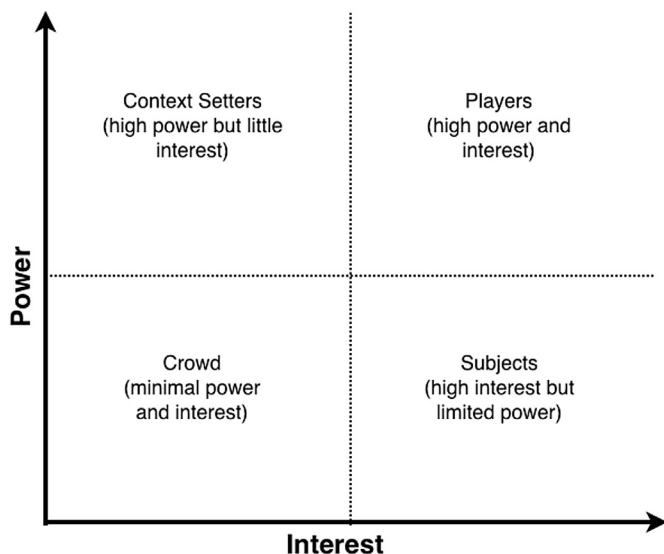 Context Setters
(high power but little
interest)
Players
(high power and
interest)
Power
Crowd
(minimal power
and interest)
Subjects
(high interest but
limited power)
Interest